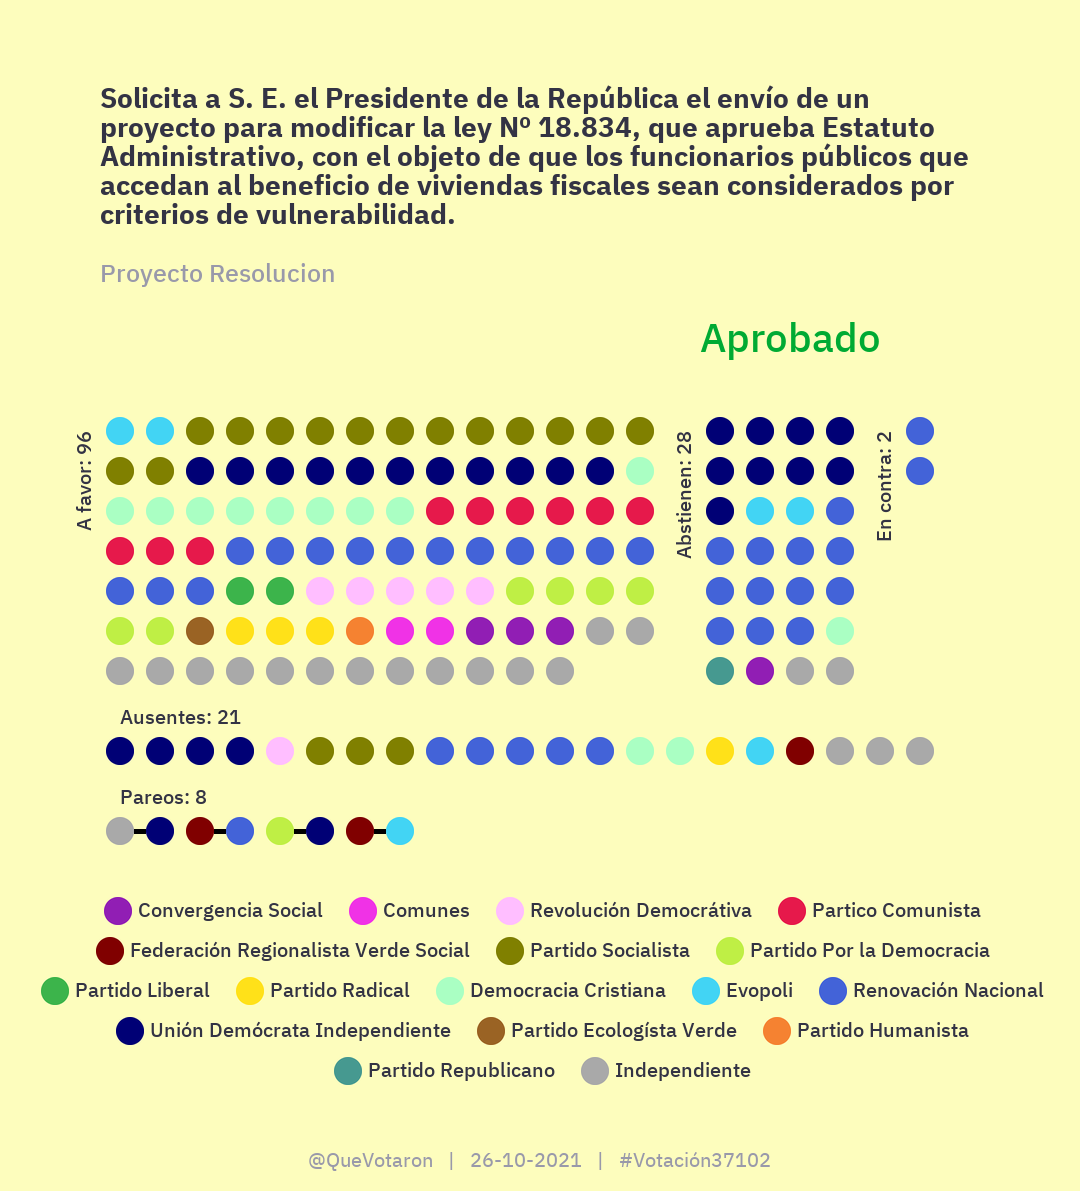 Solicita a S. E. el Presidente de la República el envío de un
proyecto para modificar la ley Nº 18.834, que aprueba Estatuto
Administrativo, con el objeto de que los funcionarios públicos que
accedan al beneficio de viviendas fiscales sean considerados por
criterios de vulnerabilidad.
Proyecto Resolucion
Aprobado
A favor: 96
Abstienen: 28
En contra: 2
Ausentes: 21
Pareos: 8
Convergencia Social Comunes Revolución Democrátiva Partico Comunista
Federación Regionalista Verde Social Partido Socialista Partido Por la Democracia
Partido Liberal Partido Radical Democracia Cristiana Evopoli Renovación Nacional
Unión Demócrata Independiente Partido Ecologísta Verde Partido Humanista
Partido Republicano Independiente
@QueVotaron | 26-10-2021 | #Votación37102